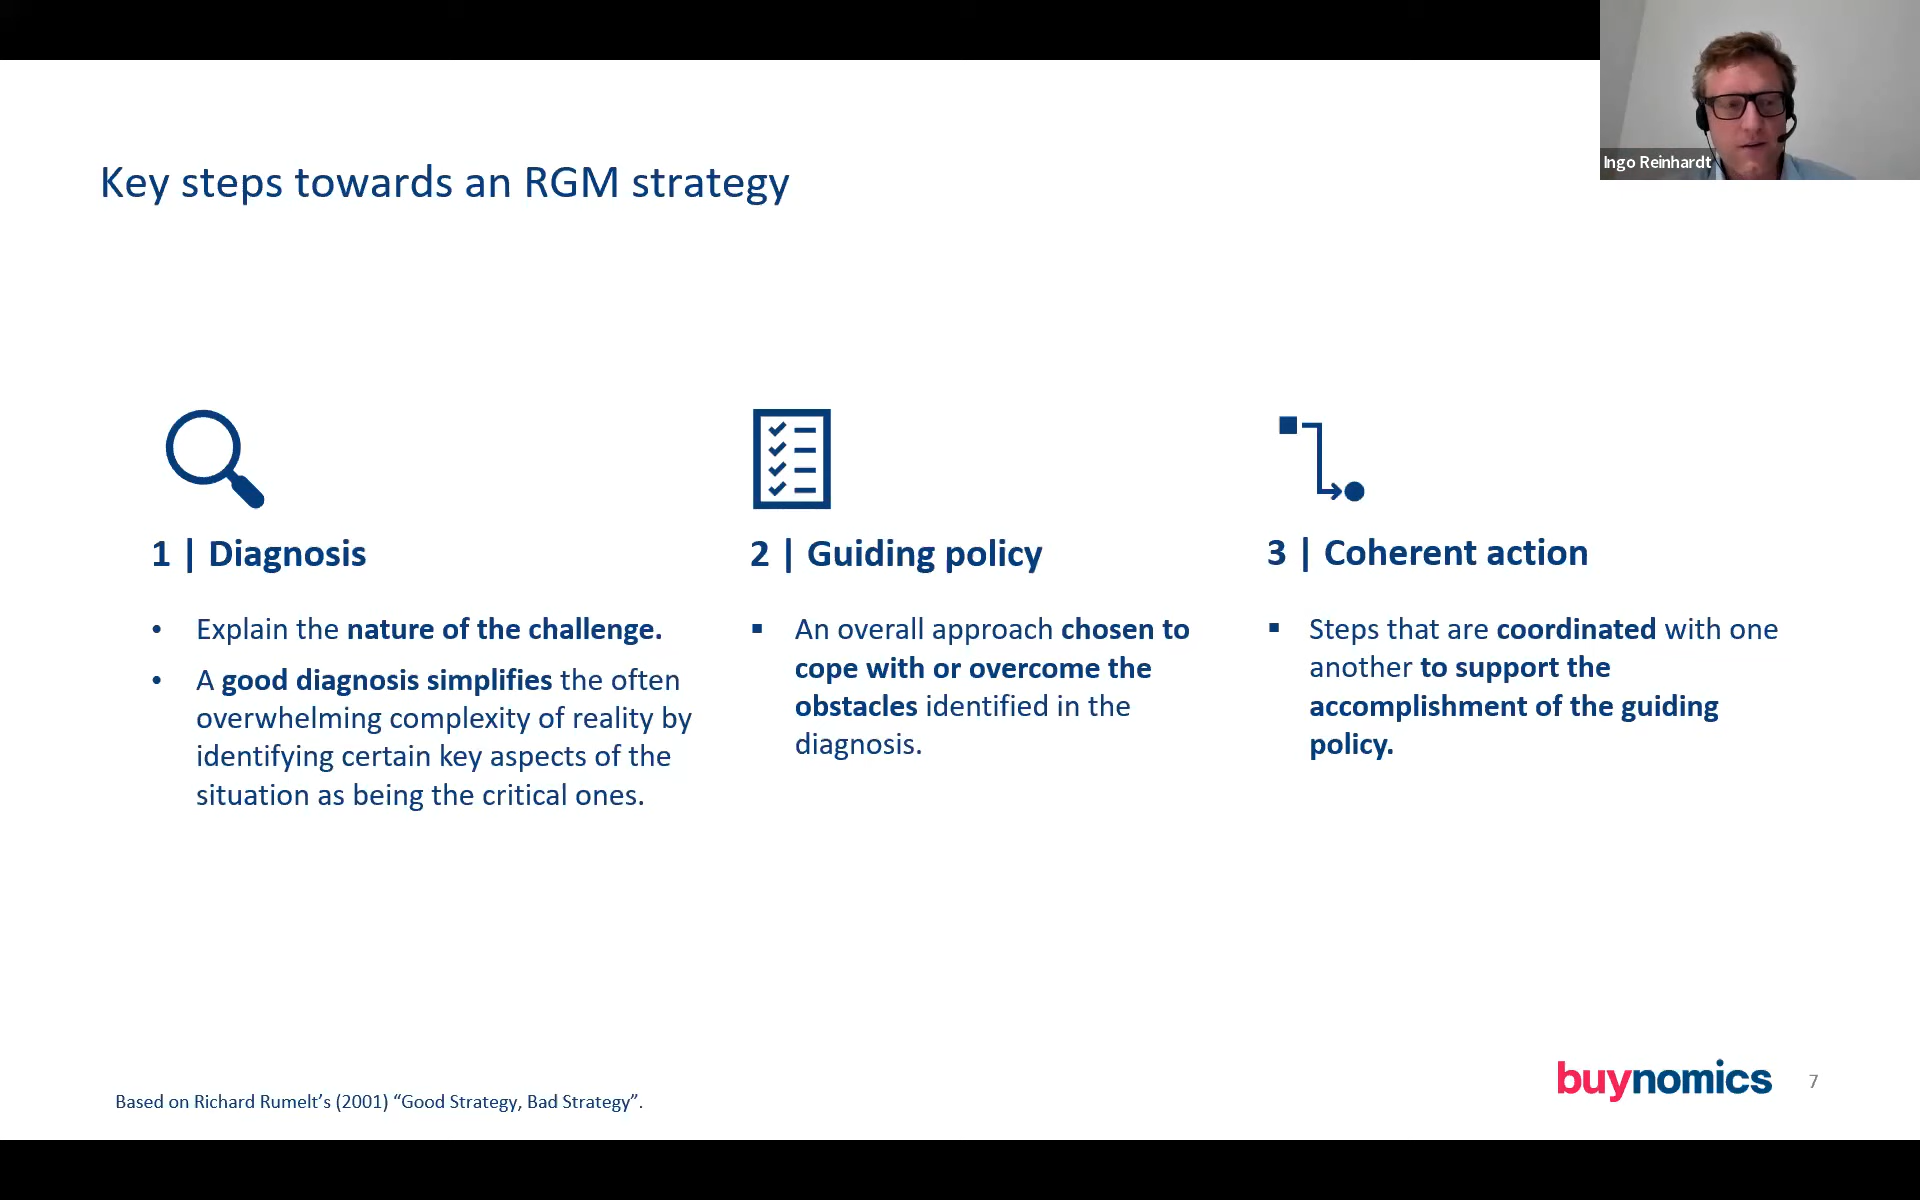 Ingo Reinhardt
Key steps towards an RGM strategy
1 | Diagnosis
• Explain the nature of the challenge.
• A good diagnosis simplifies the often
overwhelming complexity of reality by
identifying certain key aspects of the
situation as being the critical ones.
2 | Guiding policy
▪ An overall approach chosen to
cope with or overcome the
obstacles identified in the
diagnosis.
3 | Coherent action
▪ Steps that are coordinated with one
another to support the
accomplishment of the guiding
policy.
Based on Richard Rumelt’s (2001) “Good Strategy, Bad Strategy”.
buynomics
7